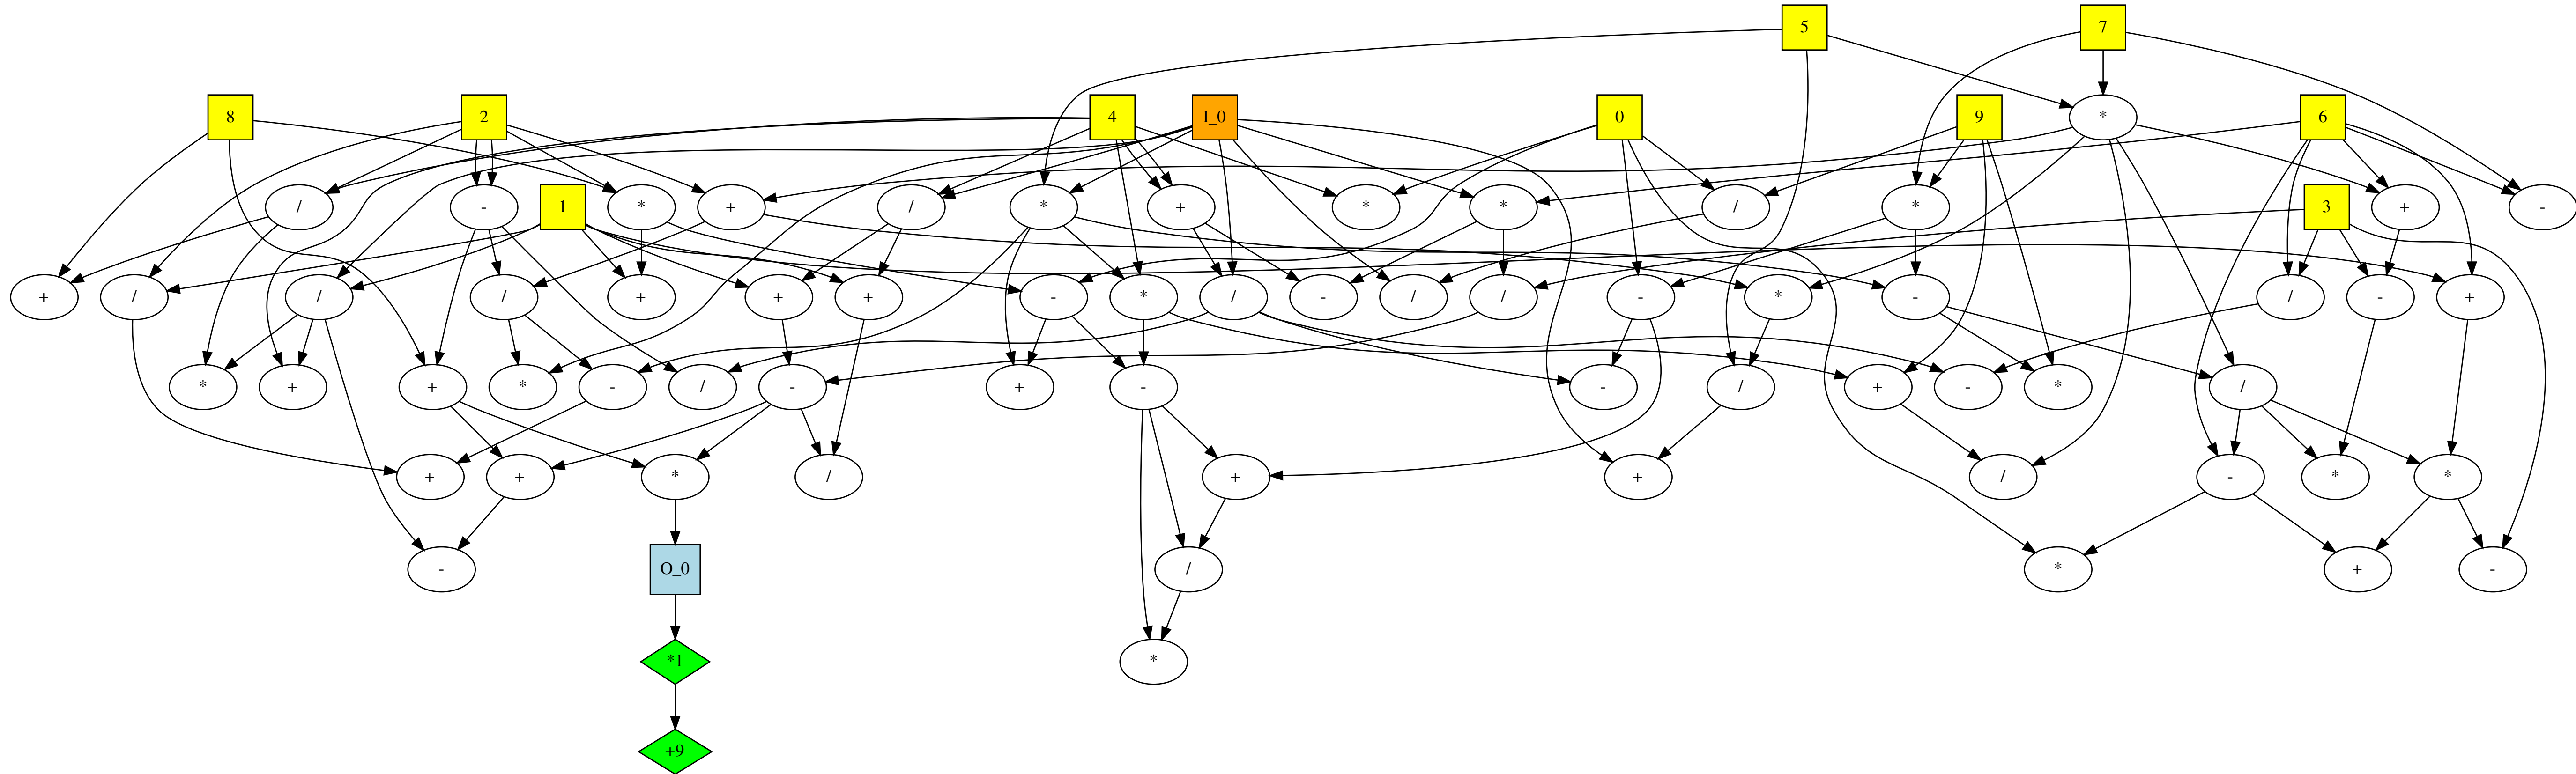 5 7
8 2 4 I_0 0 9 * 6
/ - 1 * + / * + * * / * 3 + -
+ / / / + + + - * / - / / - * - / - +
* + + * - / - + - - / + - * /
+ + * / + + / - * *
- O_0 / * + -
*1 *
+9